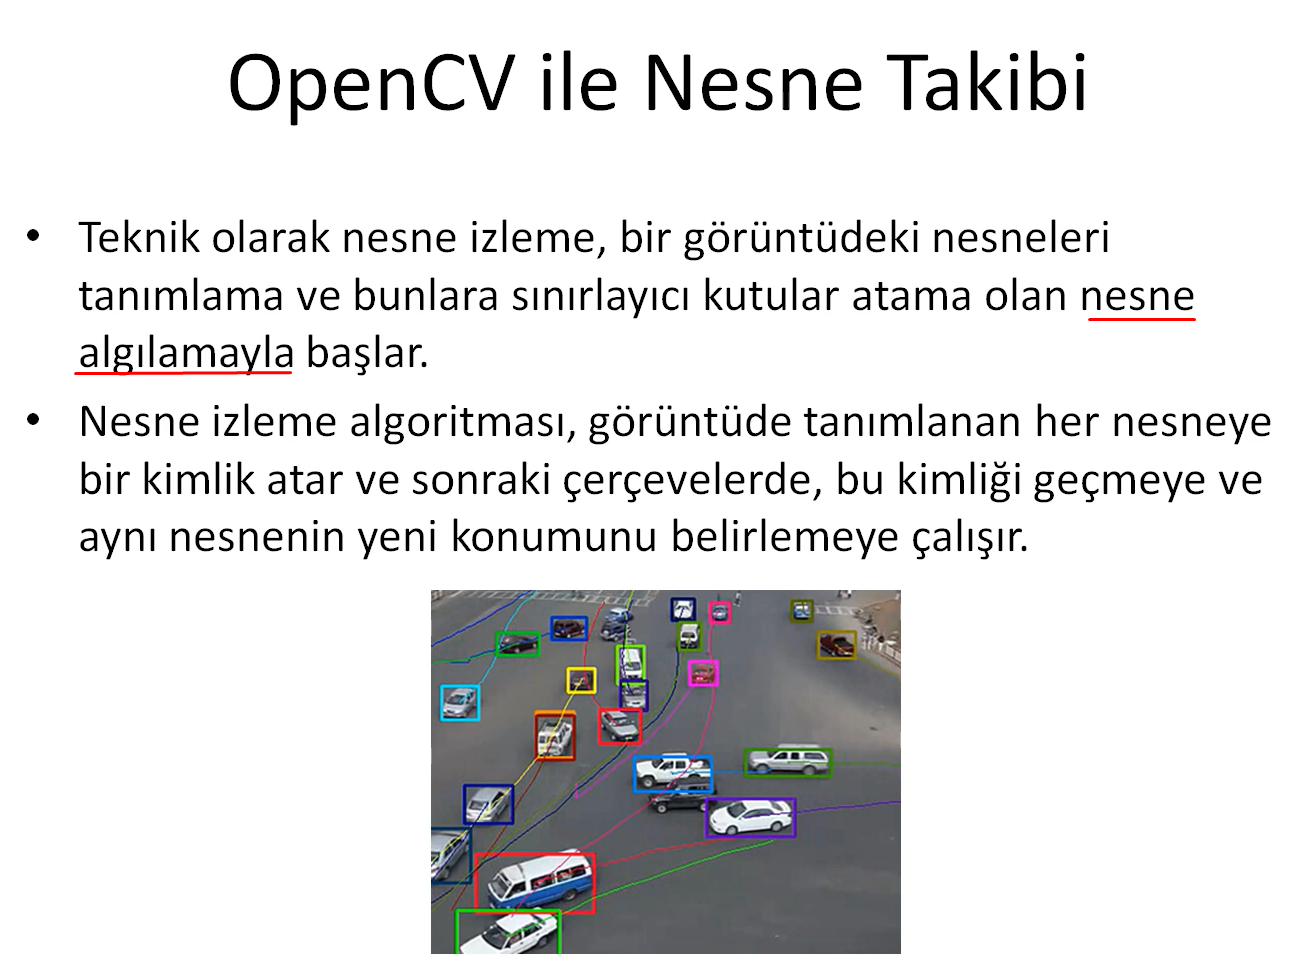 OpenCV ile Nesne Takibi
• Teknik olarak nesne izleme, bir görüntüdeki nesneleri
tanımlama ve bunlara sınırlayıcı kutular atama olan nesne
algılamayla başlar.
• Nesne izleme algoritması, görüntüde tanımlanan her nesneye
bir kimlik atar ve sonraki çerçevelerde, bu kimliği geçmeye ve
aynı nesnenin yeni konumunu belirlemeye çalışır.